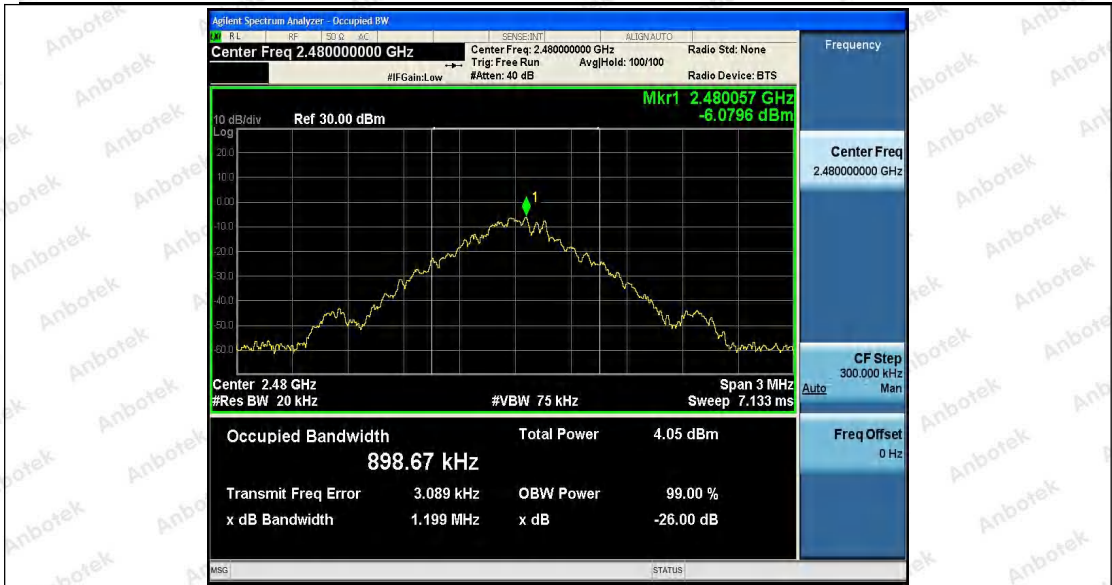 Agilent Spectrum Analyzer - Occupied BW
LXI RL RF 50 Ω AC SENSE:INT ALIGNAUTO
Center Freq 2.480000000 GHz
Center Freq: 2.480000000 GHz Radio Std: None
Trig: Free Run Avg|Hold: 100/100
#IFGain:Low #Atten: 40 dB Radio Device: BTS
Mkr1 2.480057 GHz
-6.0796 dBm
10 dB/div Ref 30.00 dBm
Log
20.0
10.0
0.00
-10.0
-20.0
-30.0
-40.0
-50.0
-60.0
1
Center 2.48 GHz Span 3 MHz
#Res BW 20 kHz #VBW 75 kHz Sweep 7.133 ms
Occupied Bandwidth Total Power 4.05 dBm
898.67 kHz
Transmit Freq Error 3.089 kHz OBW Power 99.00 %
x dB Bandwidth 1.199 MHz x dB -26.00 dB
MSG STATUS
Frequency
Center Freq
2.480000000 GHz
CF Step
300.000 kHz
Auto Man
Freq Offset
0 Hz
Anbotek